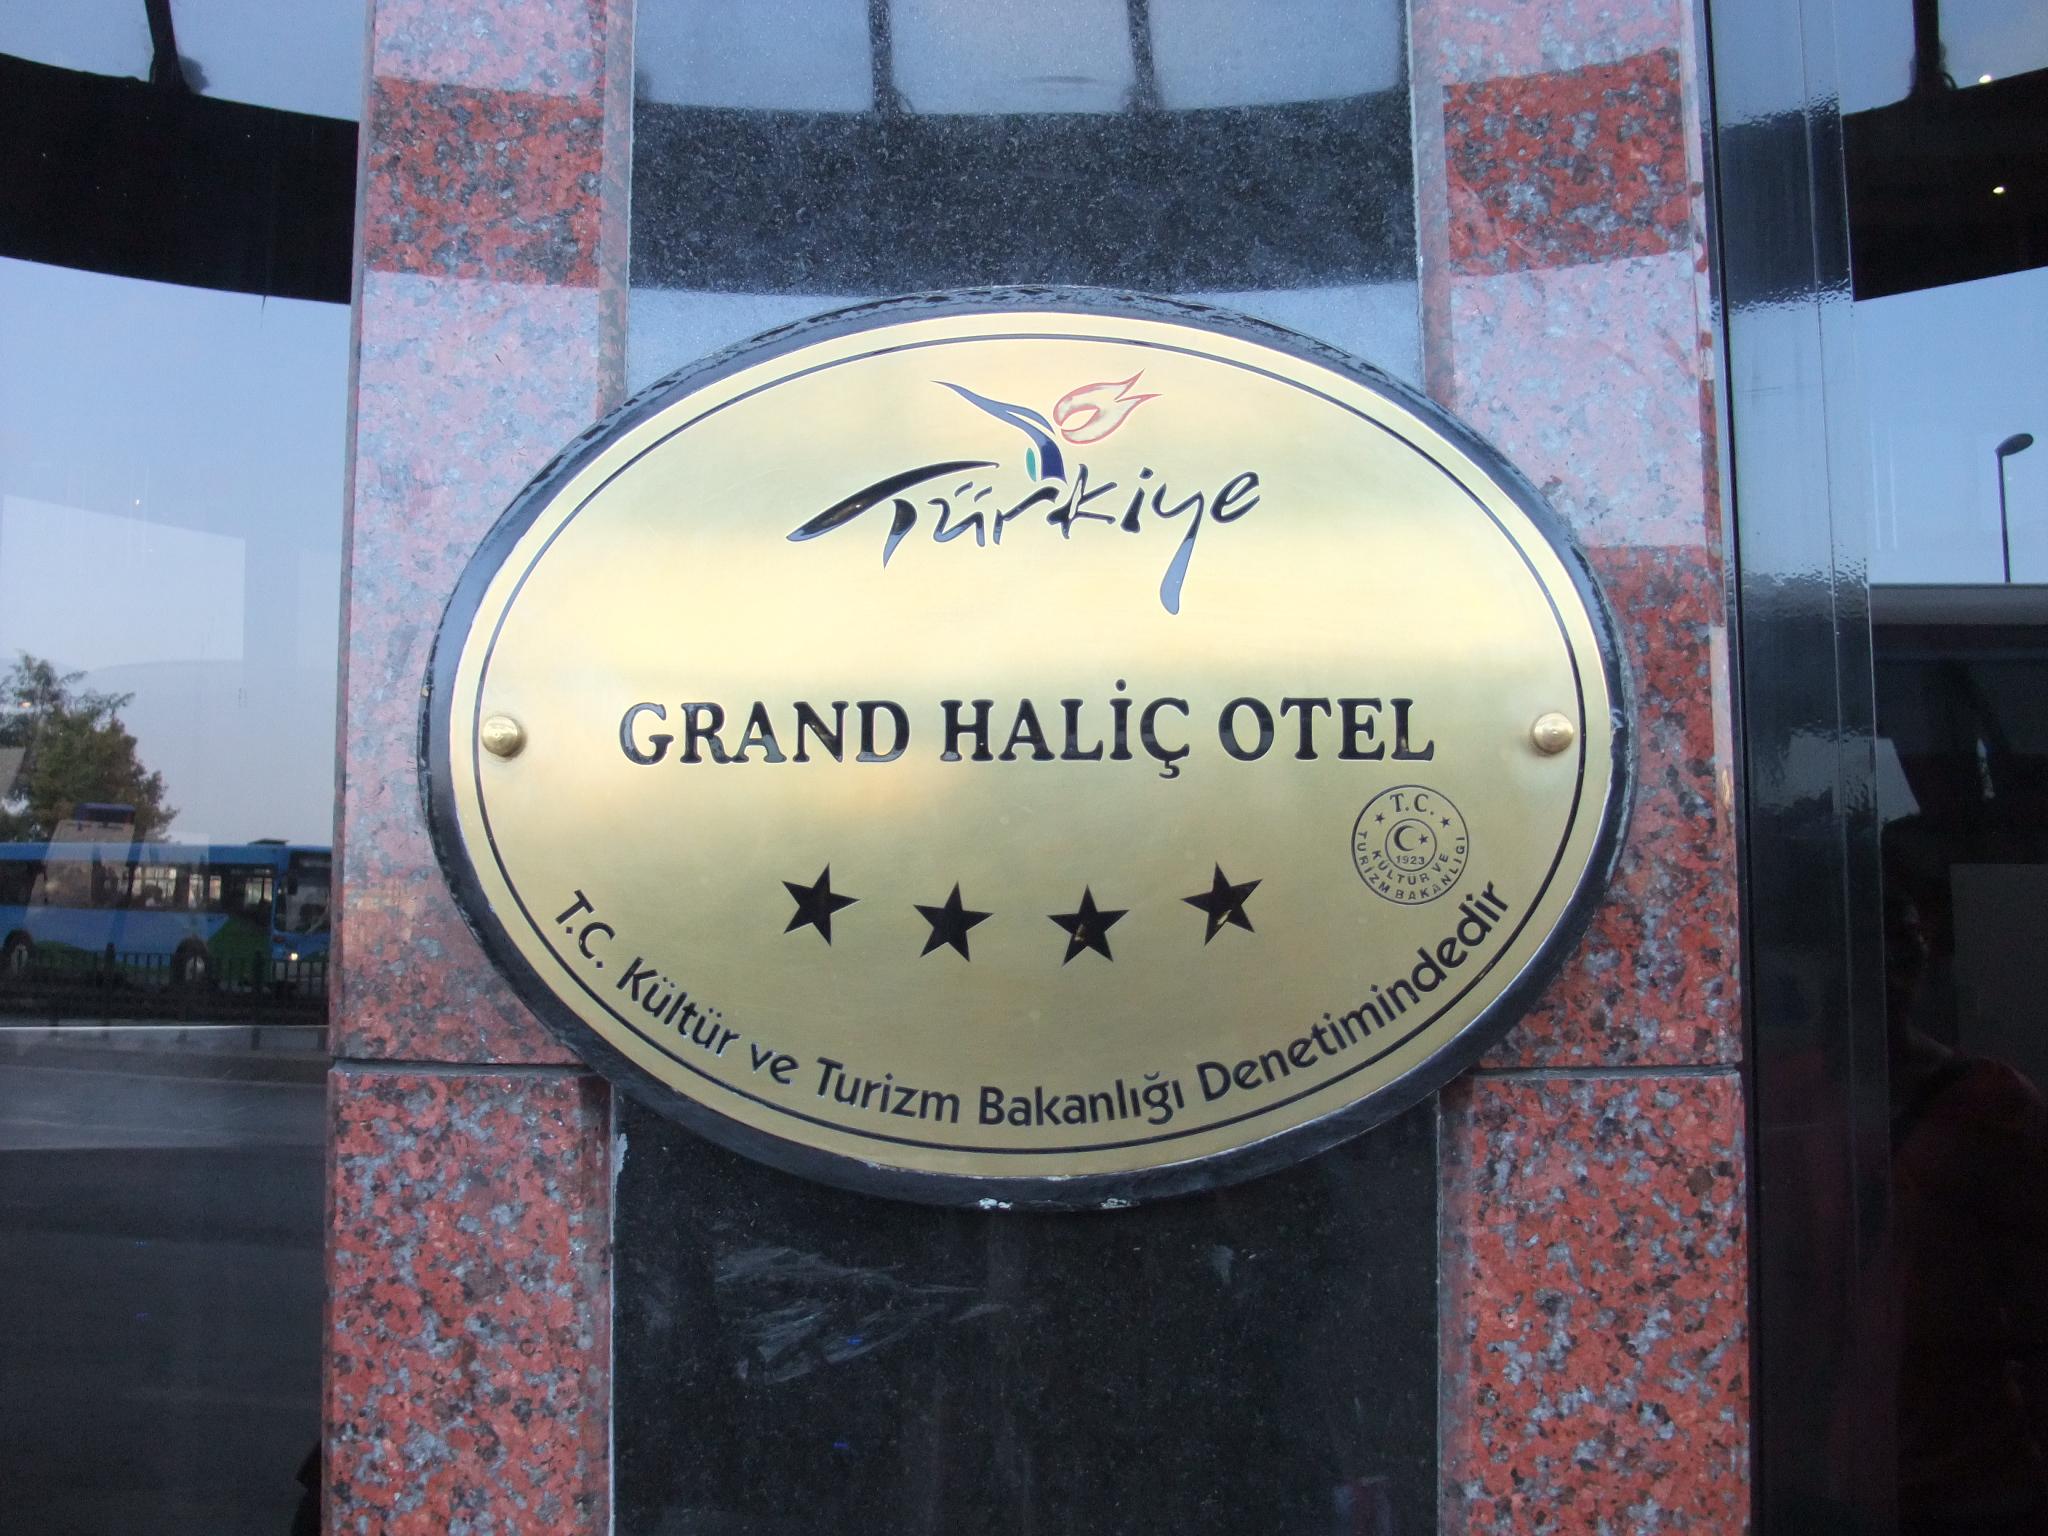 Türkiye
GRAND HALİÇ OTEL
T.C.
1923
KÜLTÜR VE
TURİZM BAKANLIĞI
T.C. Kültür ve Turizm Bakanlığı Denetimindedir